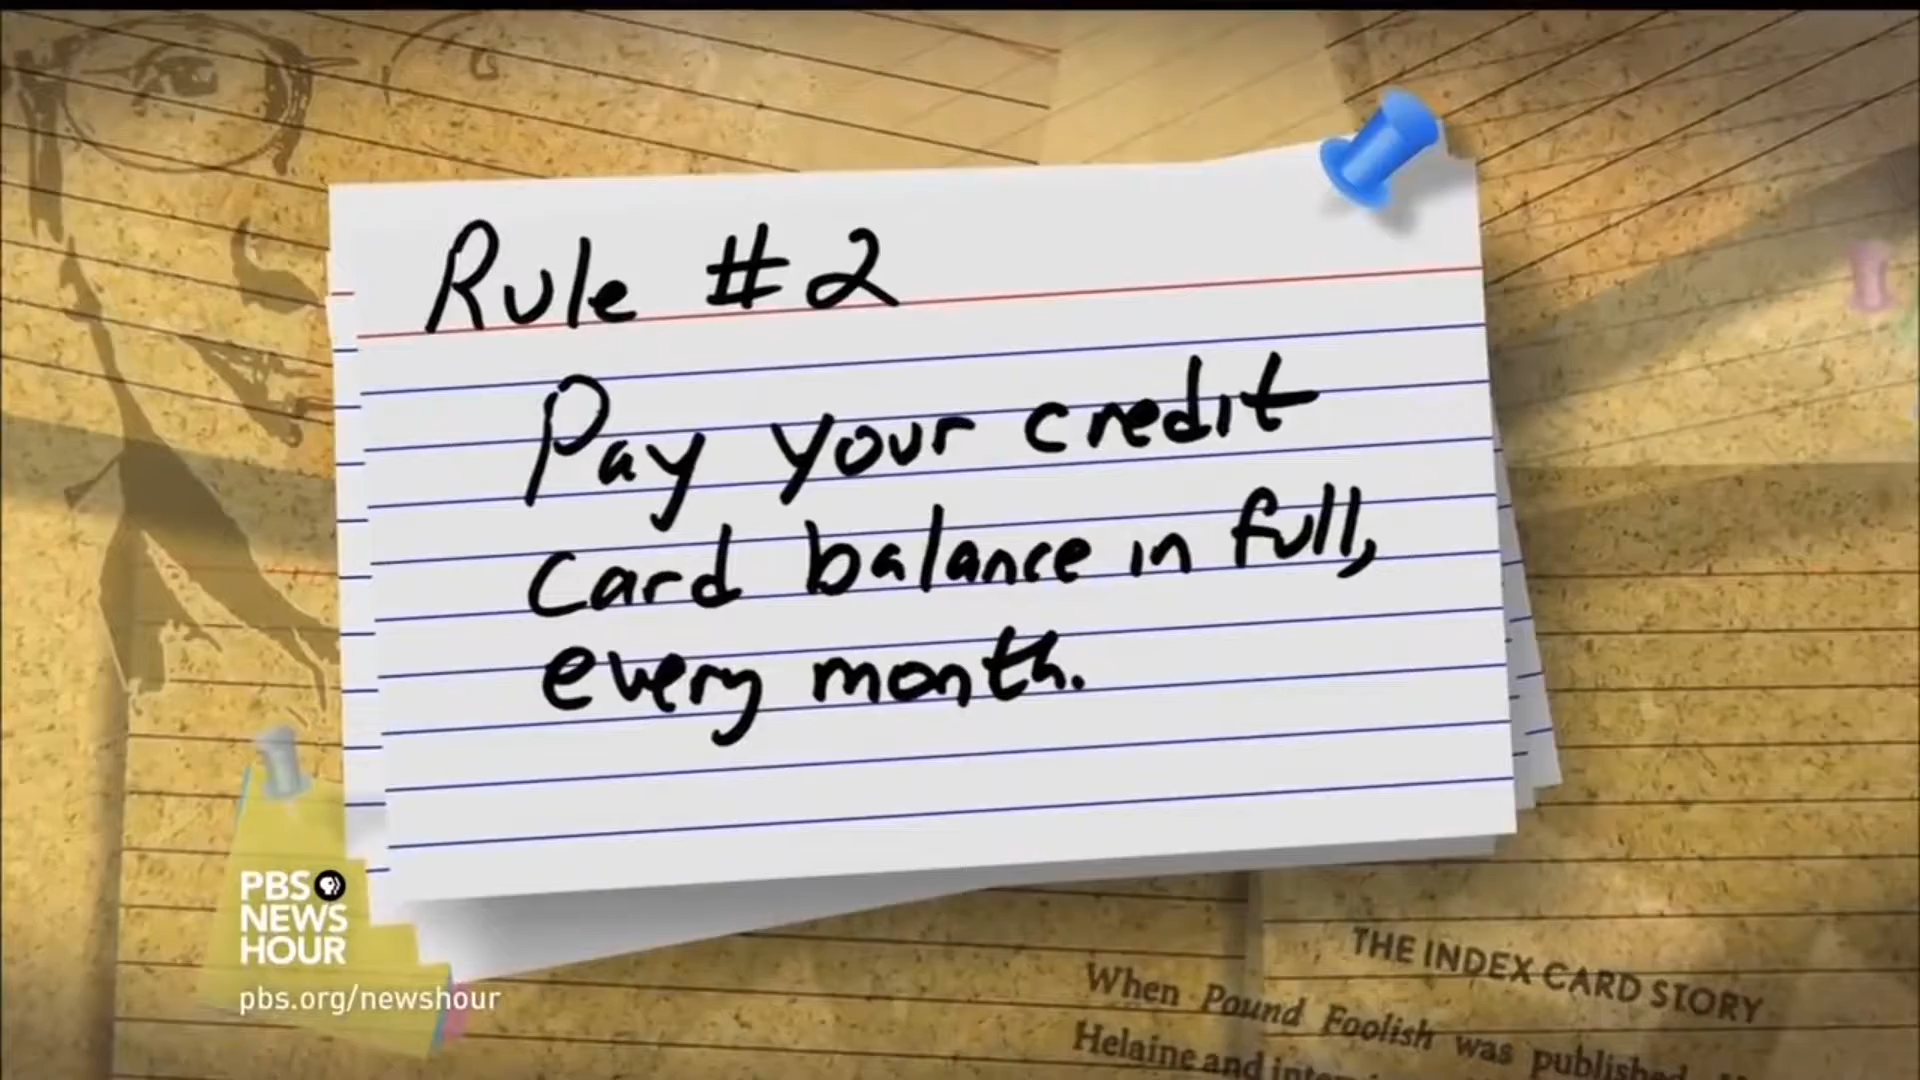 Rule #2
Pay your credit
card balance in full,
every month.
PBS
NEWS
HOUR
pbs.org/newshour
THE INDEX CARD STORY
When Pound Foolish was published
Helaine and